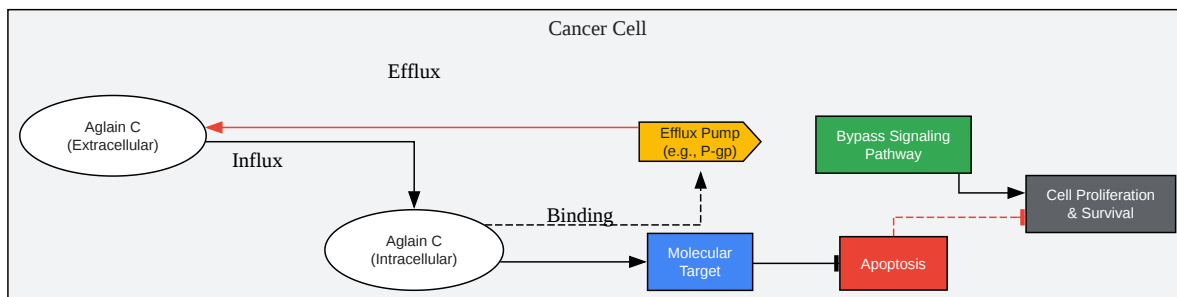 Cancer Cell
Efflux
Aglain C
(Extracellular)
Efflux Pump
(e.g., P-gp)
Bypass Signaling
Pathway
Influx
Cell Proliferation
& Survival
Binding
Aglain C
(Intracellular)
Molecular
Target
Apoptosis